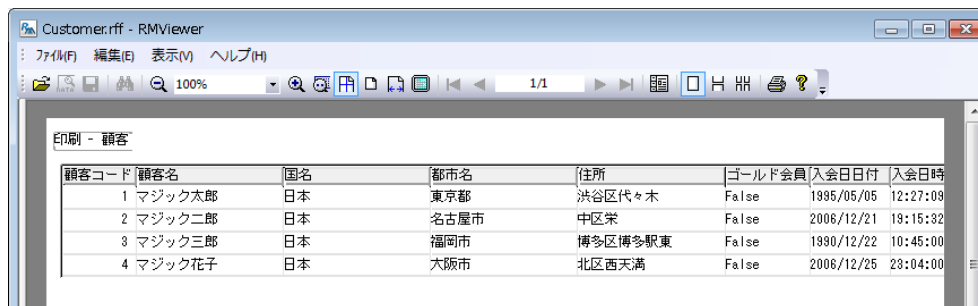 Customer.rff - RMViewer
ファイル(F) 編集(E) 表示(V) ヘルプ(H)
100% 1/1
印刷 - 顧客
顧客コード 顧客名 国名 都市名 住所 ゴールド会員 入会日日付 入会日時
1 マジック太郎 日本 東京都 渋谷区代々木 False 1995/05/05 12:27:09
2 マジック二郎 日本 名古屋市 中区栄 False 2006/12/21 19:15:32
3 マジック三郎 日本 福岡市 博多区博多駅東 False 1990/12/22 10:45:00
4 マジック花子 日本 大阪市 北区西天満 False 2006/12/25 23:04:00